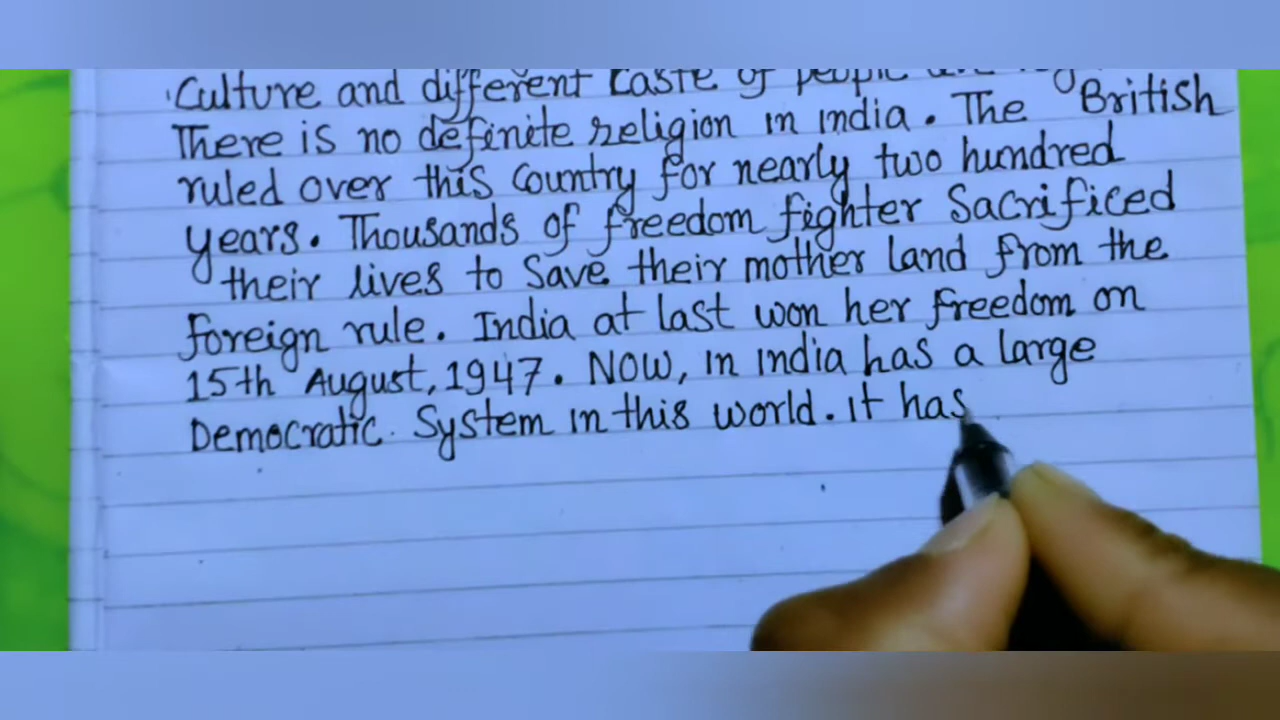 Culture and different caste of people
There is no definite religion in india. The British
ruled over this country for nearly two hundred
years. Thousands of freedom fighter Sacrificed
their lives to Save their mother land from the
foreign rule. India at last won her freedom on
15th August, 1947. NOW, in india has a large
Democratic System in this world. it has